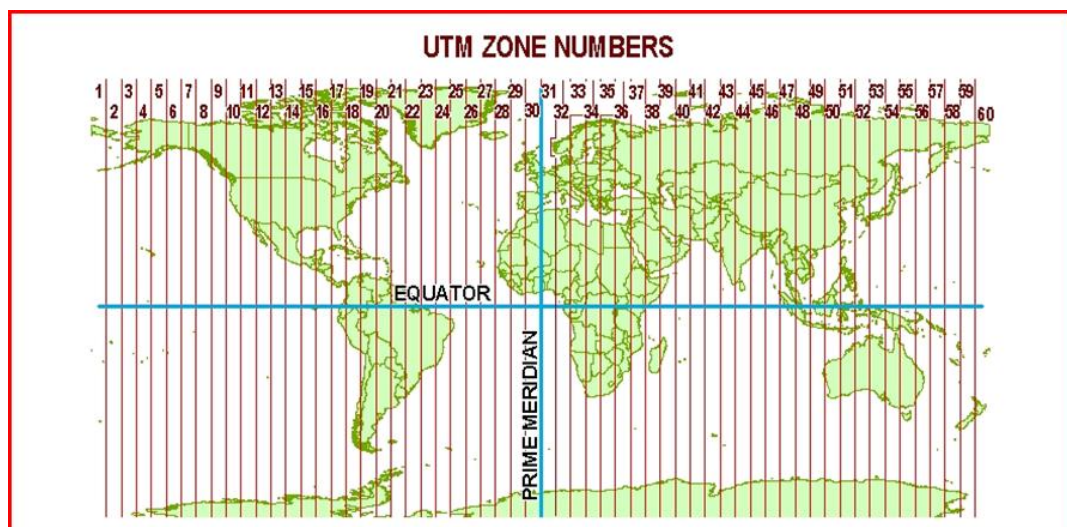 UTM ZONE NUMBERS
1 3 5 7 9 11 13 15 17 19 21 23 25 27 29 31 33 35 37 39 41 43 45 47 49 51 53 55 57 59
2 4 6 8 10 12 14 16 18 20 22 24 26 28 30 32 34 36 38 40 42 44 46 48 50 52 54 56 58 60
EQUATOR
PRIME MERIDIAN